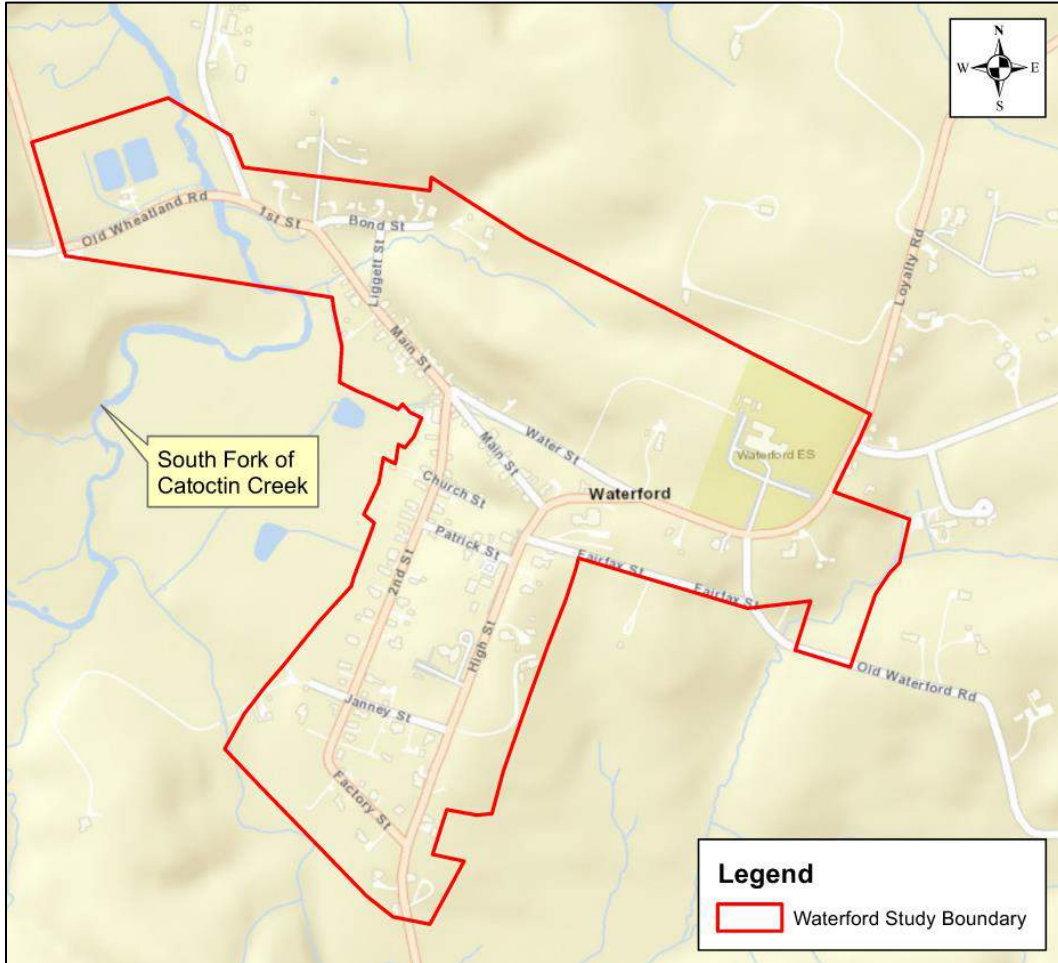 N
W E
S
Old Wheatland Rd
1st St
Bond St
Liggett St
Main St
Loyalty Rd
South Fork of
Catoctin Creek
Main St
Water St
Waterford ES
Waterford
Church St
Patrick St
2nd St
High St
Fairfax St
Fairfax St
Old Waterford Rd
Janney St
Factory St
Legend
Waterford Study Boundary